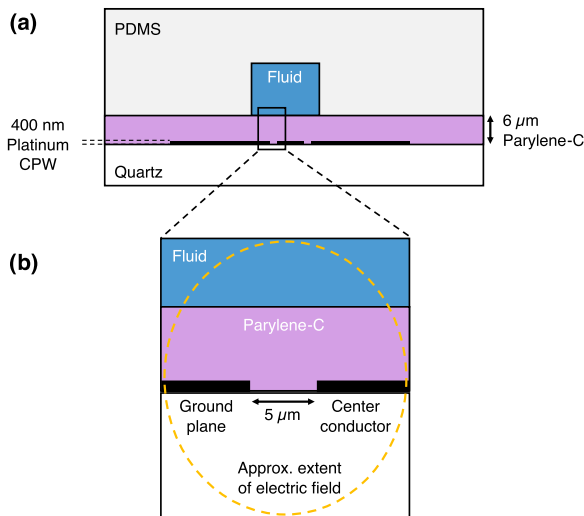 (a)
PDMS
Fluid
400 nm
Platinum
CPW
6 μm
Parylene-C
Quartz
(b)
Fluid
Parylene-C
Ground
plane
5 μm
Center
conductor
Approx. extent
of electric field